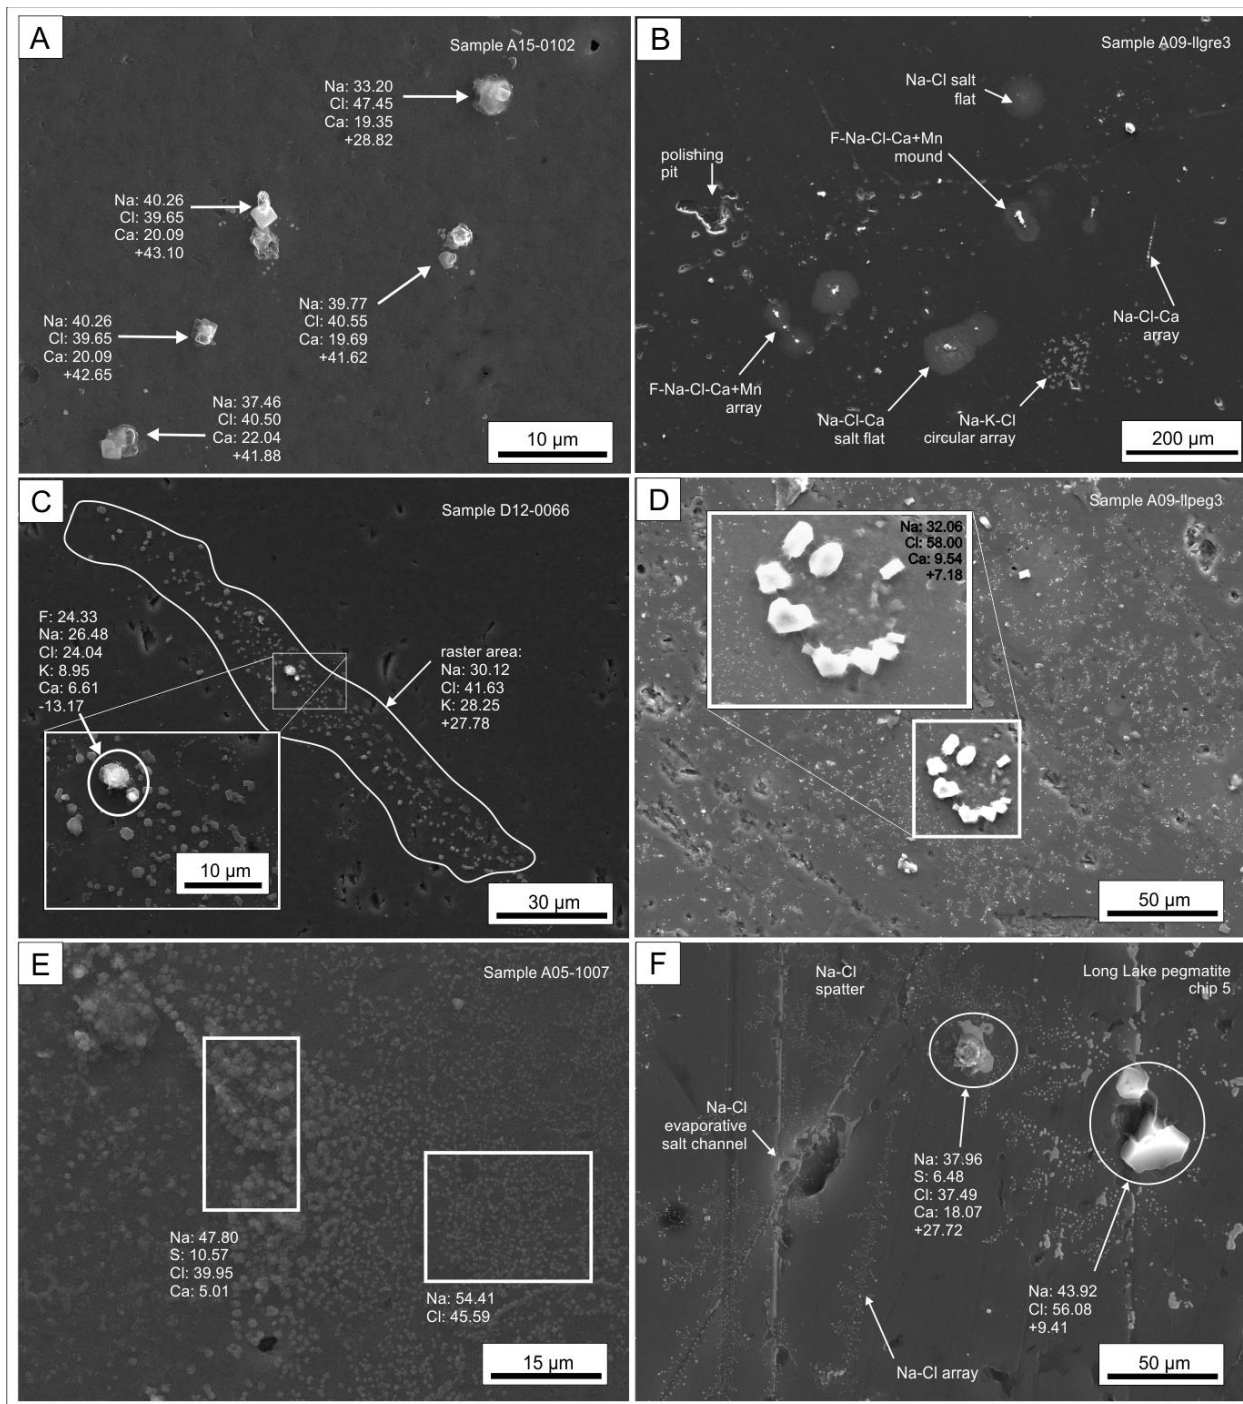 A
Sample A15-0102
Na: 33.20
Cl: 47.45
Ca: 19.35
+28.82
Na: 40.26
Cl: 39.65
Ca: 20.09
+43.10
Na: 39.77
Cl: 40.55
Ca: 19.69
+41.62
Na: 40.26
Cl: 39.65
Ca: 20.09
+42.65
Na: 37.46
Cl: 40.50
Ca: 22.04
+41.88
10 µm
B
Sample A09-llgre3
Na-Cl salt
flat
F-Na-Cl-Ca+Mn
mound
polishing
pit
Na-Cl-Ca
array
F-Na-Cl-Ca+Mn
array
Na-Cl-Ca
salt flat
Na-K-Cl
circular array
200 µm
C
Sample D12-0066
F: 24.33
Na: 26.48
Cl: 24.04
K: 8.95
Ca: 6.61
-13.17
raster area:
Na: 30.12
Cl: 41.63
K: 28.25
+27.78
10 µm
30 µm
D
Sample A09-llpeg3
Na: 32.06
Cl: 58.00
Ca: 9.54
+7.18
50 µm
E
Sample A05-1007
Na: 47.80
S: 10.57
Cl: 39.95
Ca: 5.01
Na: 54.41
Cl: 45.59
15 µm
F
Na-Cl
spatter
Long Lake pegmatite
chip 5
Na-Cl
evaporative
salt channel
Na: 37.96
S: 6.48
Cl: 37.49
Ca: 18.07
+27.72
Na: 43.92
Cl: 56.08
+9.41
Na-Cl array
50 µm